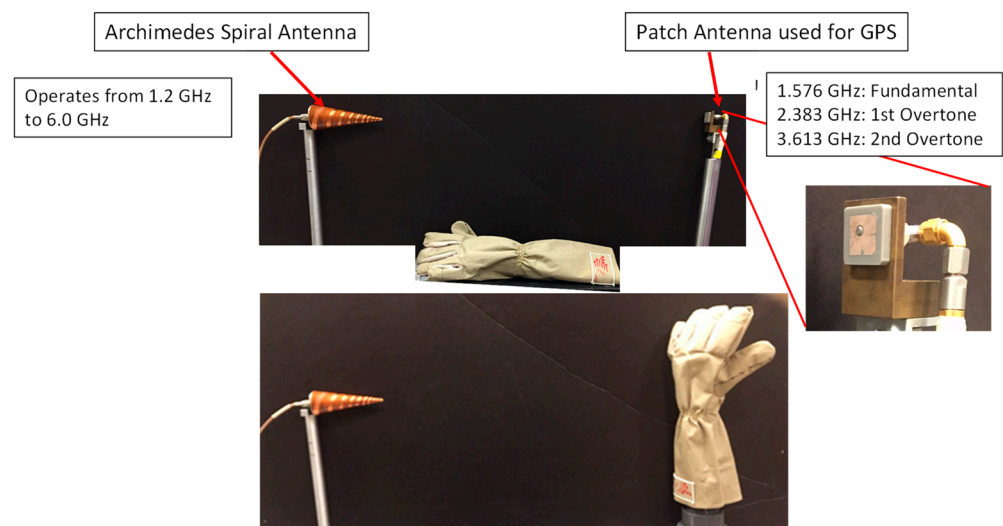 Archimedes Spiral Antenna
Patch Antenna used for GPS
Operates from 1.2 GHz
to 6.0 GHz
1.576 GHz: Fundamental
2.383 GHz: 1st Overtone
3.613 GHz: 2nd Overtone